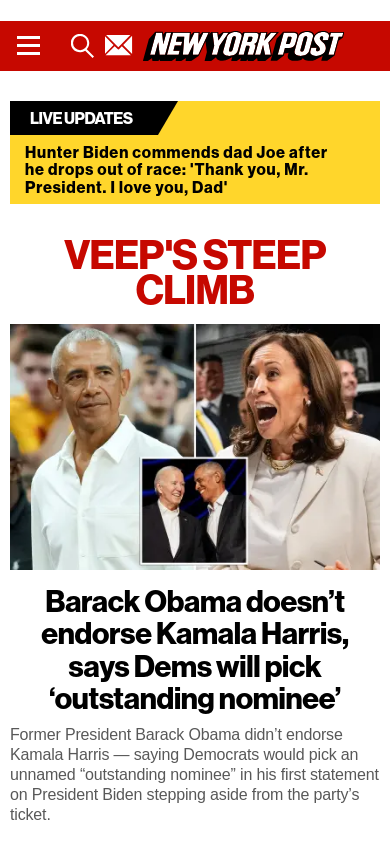 NEW YORK POST
LIVE UPDATES
Hunter Biden commends dad Joe after
he drops out of race: 'Thank you, Mr.
President. I love you, Dad'
VEEP'S STEEP
CLIMB
Barack Obama doesn’t
endorse Kamala Harris,
says Dems will pick
‘outstanding nominee’
Former President Barack Obama didn’t endorse
Kamala Harris — saying Democrats would pick an
unnamed “outstanding nominee” in his first statement
on President Biden stepping aside from the party’s
ticket.